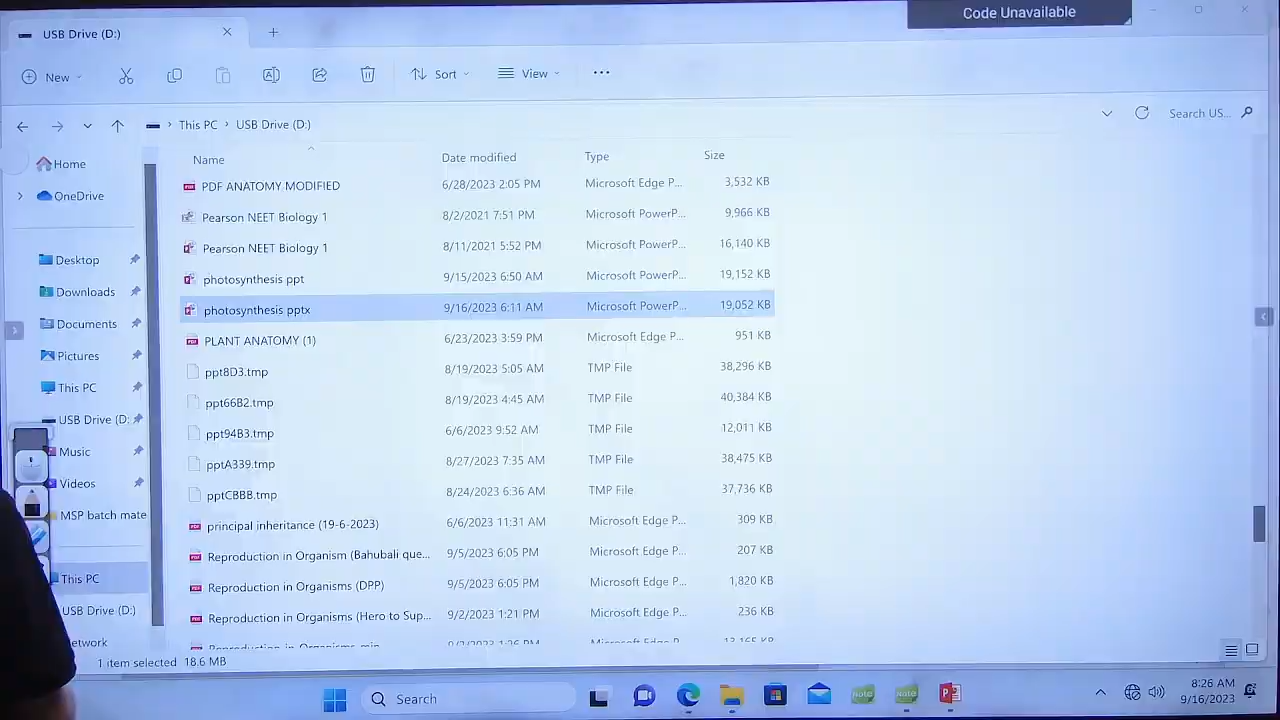 Code Unavailable
USB Drive (D:)
New
Sort
View
This PC
USB Drive (D:)
Search US...
Name
Date modified
Type
Size
Home
OneDrive
Desktop
Downloads
Documents
Pictures
This PC
USB Drive (D:
Music
Videos
MSP batch mate
This PC
USB Drive (D:)
etwork
PDF ANATOMY MODIFIED 6/28/2023 2:05 PM Microsoft Edge P... 3,532 KB
Pearson NEET Biology 1 8/2/2021 7:51 PM Microsoft PowerP... 9,966 KB
Pearson NEET Biology 1 8/11/2021 5:52 PM Microsoft PowerP... 16,140 KB
photosynthesis ppt 9/15/2023 6:50 AM Microsoft PowerP... 19,152 KB
photosynthesis pptx 9/16/2023 6:11 AM Microsoft PowerP... 19,052 KB
PLANT ANATOMY (1) 6/23/2023 3:59 PM Microsoft Edge P... 951 KB
ppt8D3.tmp 8/19/2023 5:05 AM TMP File 38,296 KB
ppt66B2.tmp 8/19/2023 4:45 AM TMP File 40,384 KB
ppt94B3.tmp 6/6/2023 9:52 AM TMP File 12,011 KB
pptA339.tmp 8/27/2023 7:35 AM TMP File 38,475 KB
pptCBBB.tmp 8/24/2023 6:36 AM TMP File 37,736 KB
principal inheritance (19-6-2023) 6/6/2023 11:31 AM Microsoft Edge P... 309 KB
Reproduction in Organism (Bahubali que... 9/5/2023 6:05 PM Microsoft Edge P... 207 KB
Reproduction in Organisms (DPP) 9/5/2023 6:05 PM Microsoft Edge P... 1,820 KB
Reproduction in Organisms (Hero to Sup... 9/2/2023 1:21 PM Microsoft Edge P... 236 KB
1 item selected 18.6 MB
Search
note
note
8:26 AM
9/16/2023